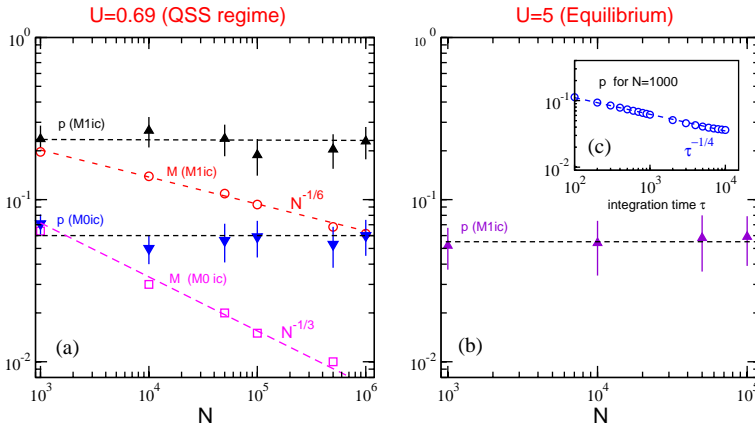 U=0.69 (QSS regime)
U=5 (Equilibrium)
10^0
10^-1
10^-2
p (M1ic)
M (M1ic)
N^-1/6
p (M0ic)
M (M0 ic)
N^-1/3
(a)
10^3 10^4 10^5 10^6
N
10^0
10^-1
10^-2
p (M1ic)
(b)
10^3 10^4 10^5
N
p for N=1000
10^-1
10^-2
(c)
τ^-1/4
10^2 10^3 10^4
integration time τ